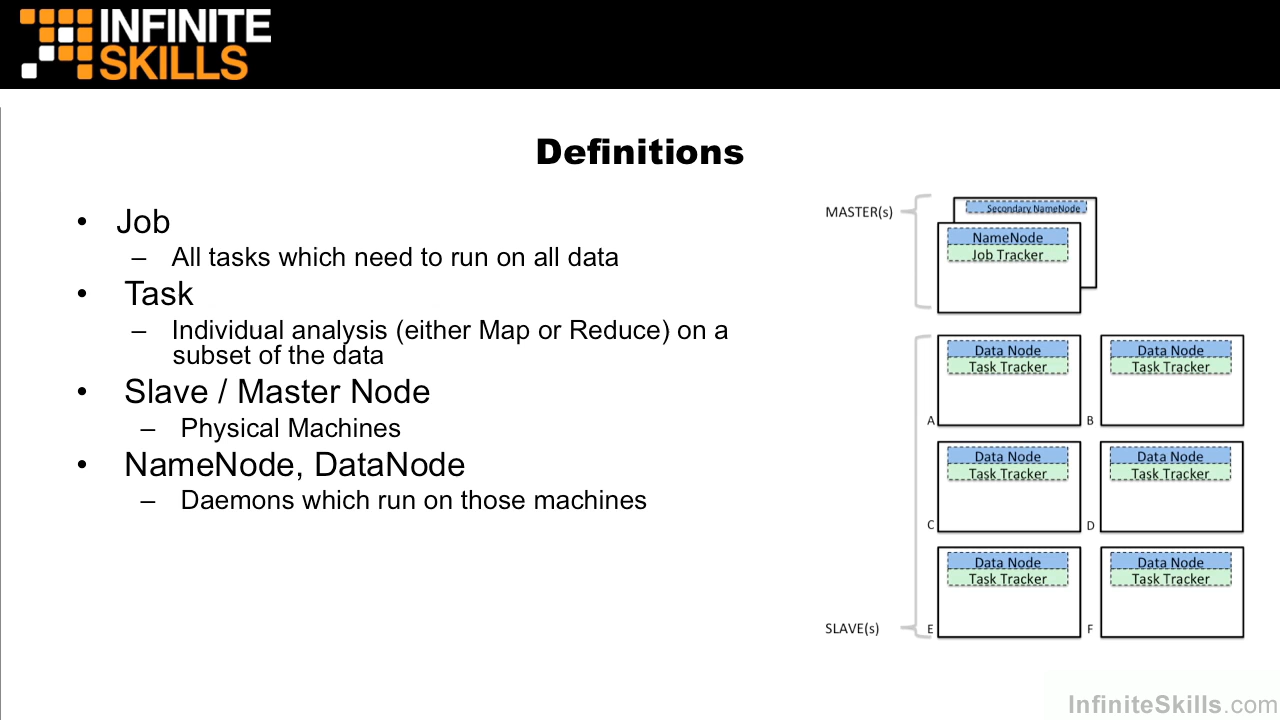 INFINITE
SKILLS
Definitions
• Job
– All tasks which need to run on all data
• Task
– Individual analysis (either Map or Reduce) on a
subset of the data
• Slave / Master Node
– Physical Machines
• NameNode, DataNode
– Daemons which run on those machines
MASTER(s)
Secondary NameNode
NameNode
Job Tracker
Data Node
Task Tracker
A
Data Node
Task Tracker
B
Data Node
Task Tracker
C
Data Node
Task Tracker
D
Data Node
Task Tracker
E
Data Node
Task Tracker
F
SLAVE(s)
InfiniteSkills.com